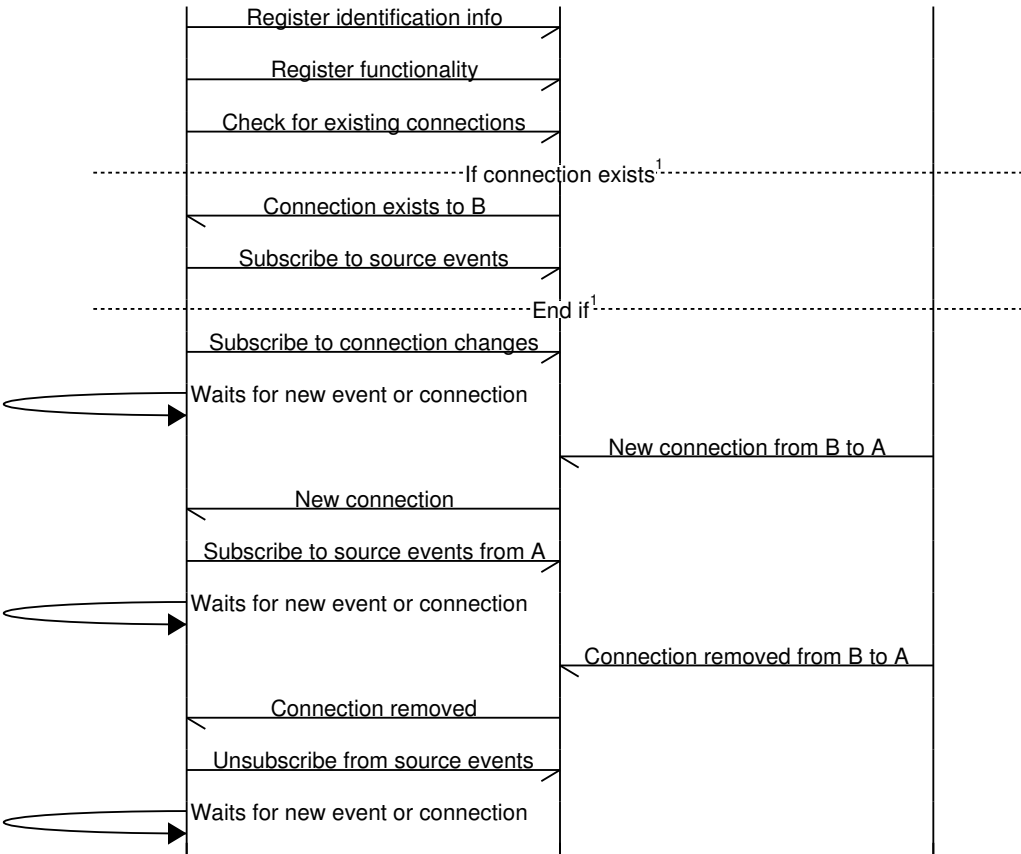 Register identification info
Register functionality
Check for existing connections
If connection exists1
Connection exists to B
Subscribe to source events
End if1
Subscribe to connection changes
Waits for new event or connection
New connection from B to A
New connection
Subscribe to source events from A
Waits for new event or connection
Connection removed from B to A
Connection removed
Unsubscribe from source events
Waits for new event or connection